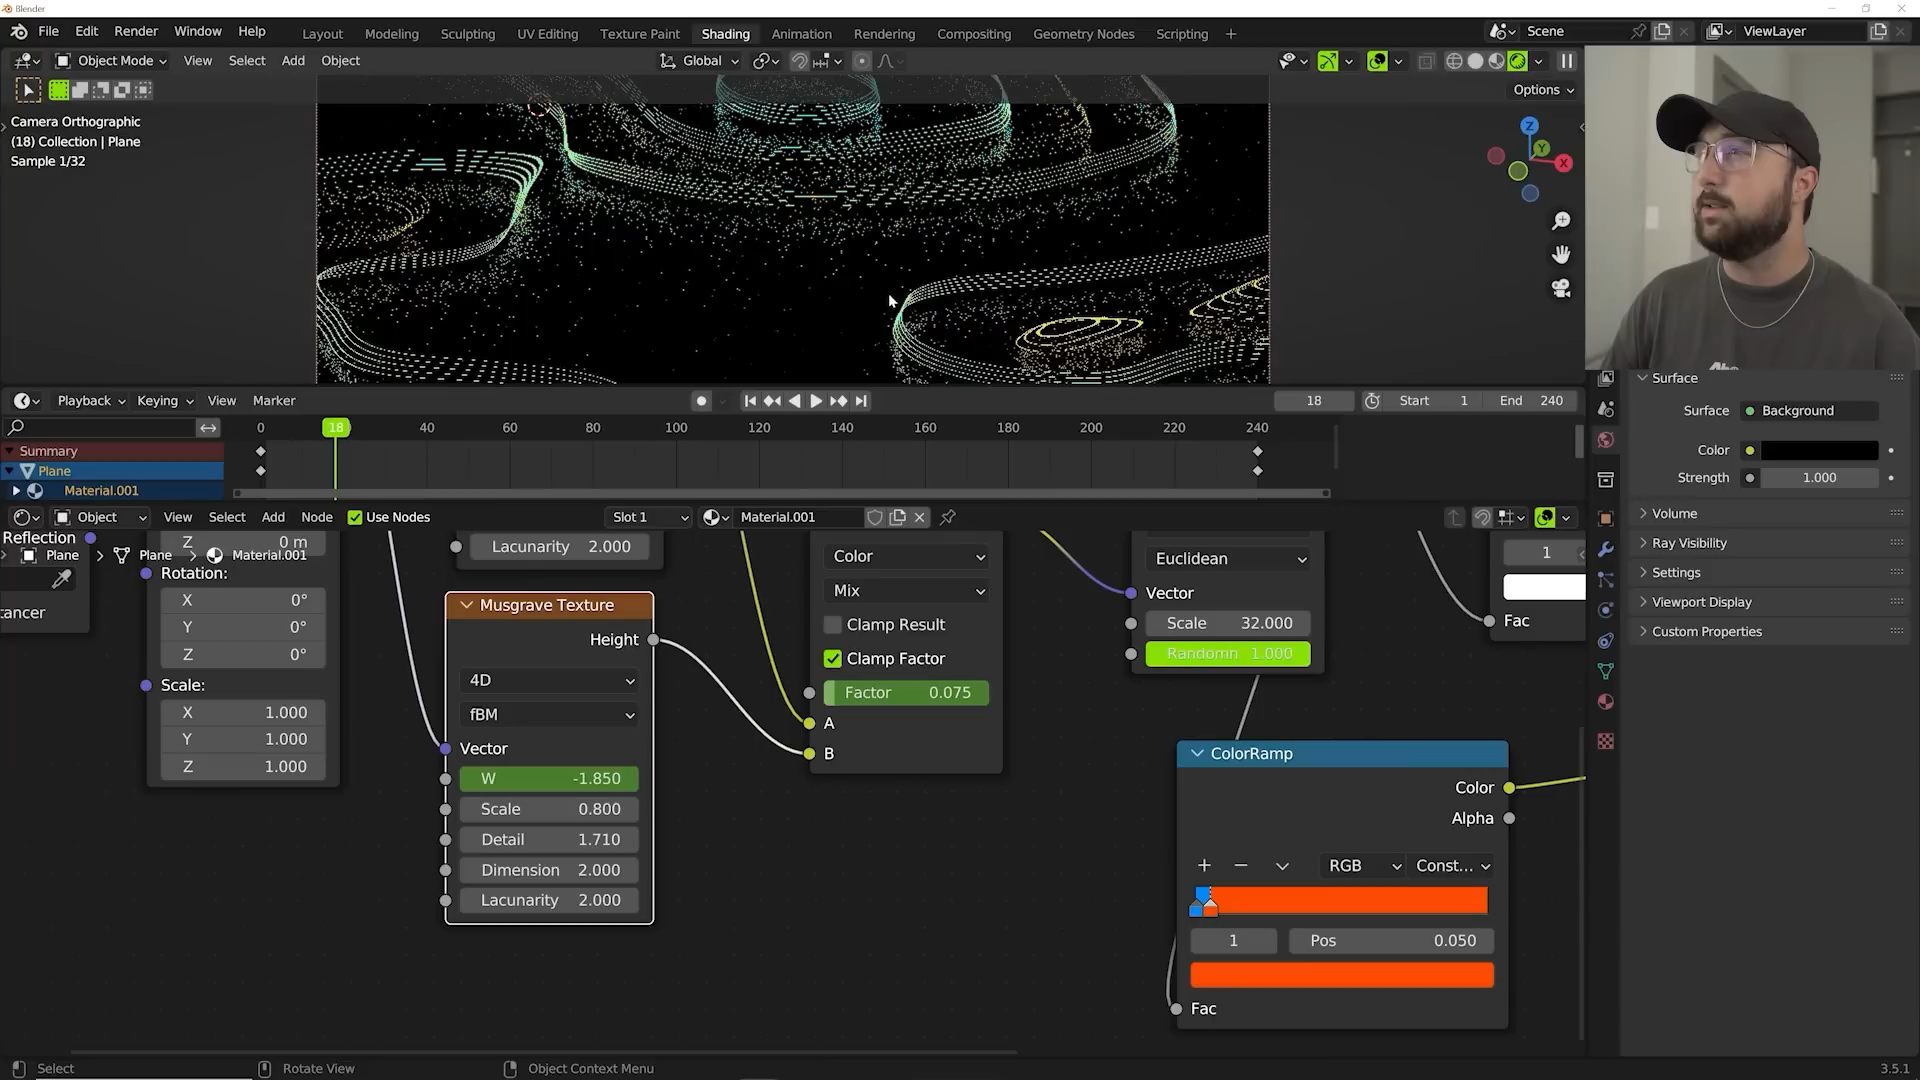 Blender
File Edit Render Window Help
Layout Modeling Sculpting UV Editing Texture Paint Shading Animation Rendering Compositing Geometry Nodes Scripting +
Scene
ViewLayer
Object Mode View Select Add Object
Global
Options
Camera Orthographic
(18) Collection | Plane
Sample 1/32
Z
Y
X
Playback Keying View Marker
18
Start 1
End 240
0 18 40 60 80 100 120 140 160 180 200 220 240
Summary
Plane
Material.001
Object View Select Add Node Use Nodes
Slot 1
Material.001
Reflection
Plane > Plane > Material.001
Z 0 m
Rotation:
X 0°
Y 0°
Z 0°
Scale:
X 1.000
Y 1.000
Z 1.000
Lacunarity 2.000
Musgrave Texture
Height
4D
fBM
Vector
W -1.850
Scale 0.800
Detail 1.710
Dimension 2.000
Lacunarity 2.000
Color
Mix
Clamp Result
Clamp Factor
Factor 0.075
A
B
Euclidean
Vector
Scale 32.000
Randomn 1.000
1
Fac
ColorRamp
Color
Alpha
+ −
RGB
Const...
1
Pos 0.050
Fac
Surface
Surface Background
Color
Strength 1.000
Volume
Ray Visibility
Settings
Viewport Display
Custom Properties
Select
Rotate View
Object Context Menu
3.5.1